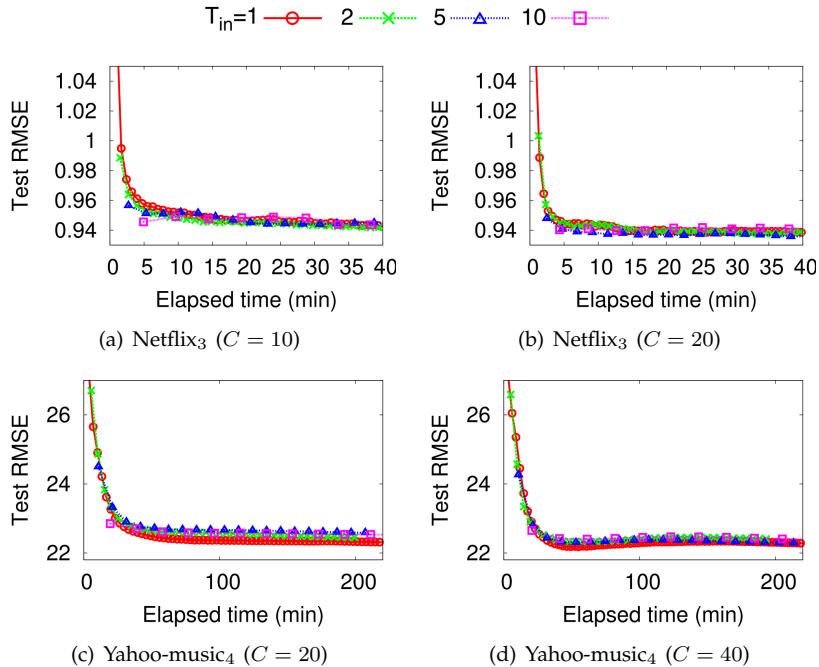 T_in=1 2 5 10
1.04 1.04
1.02 1.02
1 1
0.98 0.98
0.96 0.96
0.94 0.94
Test RMSE Test RMSE
0 5 10 15 20 25 30 35 40 0 5 10 15 20 25 30 35 40
Elapsed time (min) Elapsed time (min)
(a) Netflix₃ (C = 10) (b) Netflix₃ (C = 20)
26 26
24 24
22 22
Test RMSE Test RMSE
0 100 200 0 100 200
Elapsed time (min) Elapsed time (min)
(c) Yahoo-music₄ (C = 20) (d) Yahoo-music₄ (C = 40)